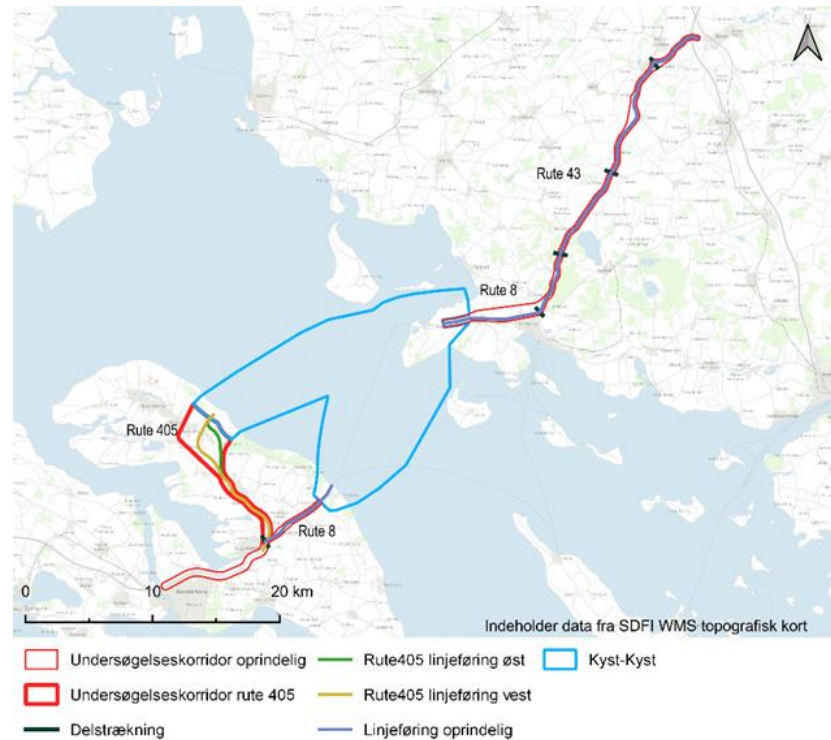 Rute 43
Rute 8
Rute 405
Rute 8
0 10 20 km
Indeholder data fra SDFI WMS topografisk kort
Undersøgelseskorridor oprindelig
Rute405 linjeføring øst
Kyst-Kyst
Undersøgelseskorridor rute 405
Rute405 linjeføring vest
Delstrækning
Linjeføring oprindelig